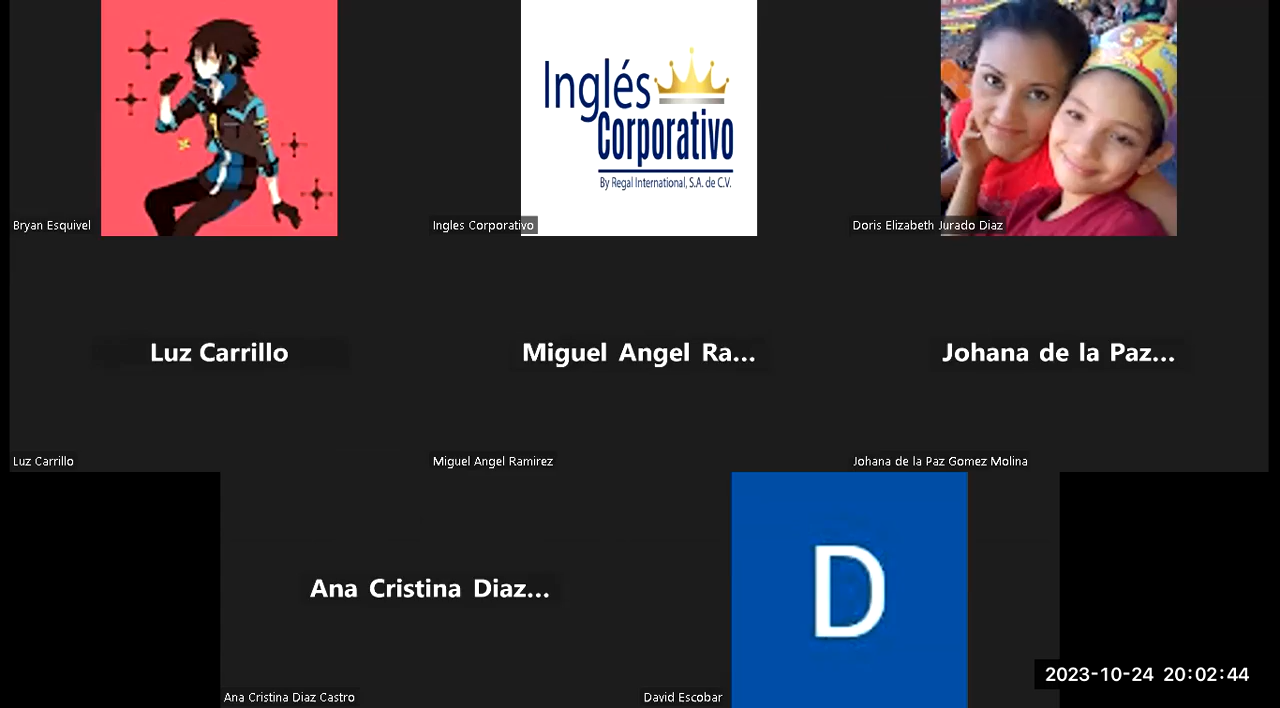 Inglés
Corporativo
By Regal International, S.A. de C.V.
Bryan Esquivel
Ingles Corporativo
Doris Elizabeth Jurado Diaz
Luz Carrillo
Miguel Angel Ra...
Johana de la Paz...
Luz Carrillo
Miguel Angel Ramirez
Johana de la Paz Gomez Molina
Ana Cristina Diaz...
D
Ana Cristina Diaz Castro
David Escobar
2023-10-24 20:02:44